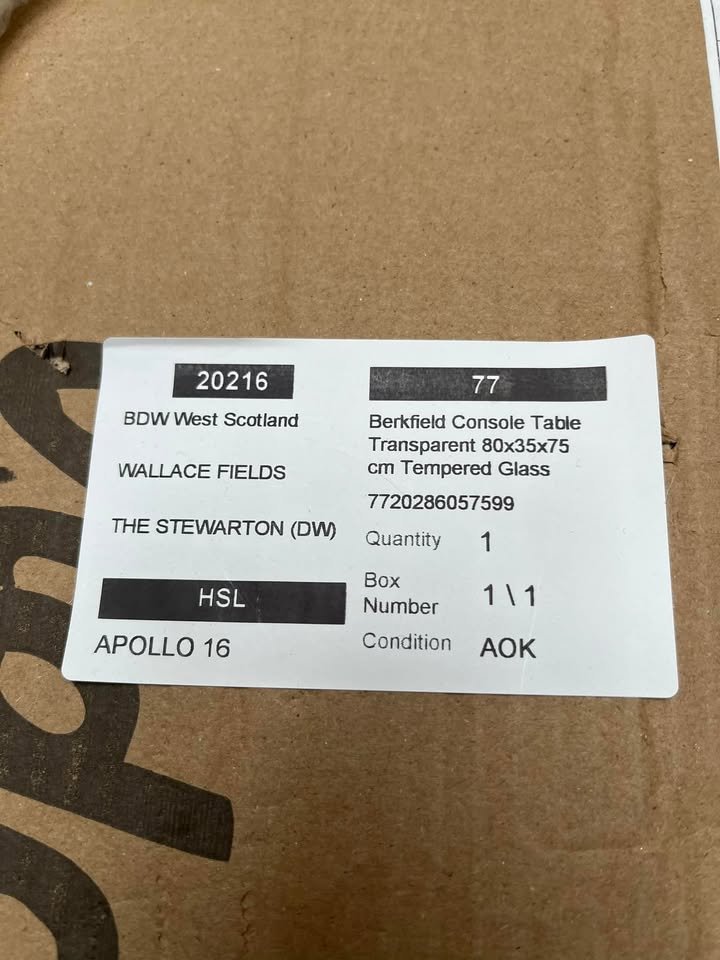 20216
BDW West Scotland
WALLACE FIELDS
THE STEWARTON (DW)
HSL
APOLLO 16
77
Berkfield Console Table
Transparent 80x35x75
cm Tempered Glass
7720286057599
Quantity 1
Box
Number 1 \ 1
Condition AOK